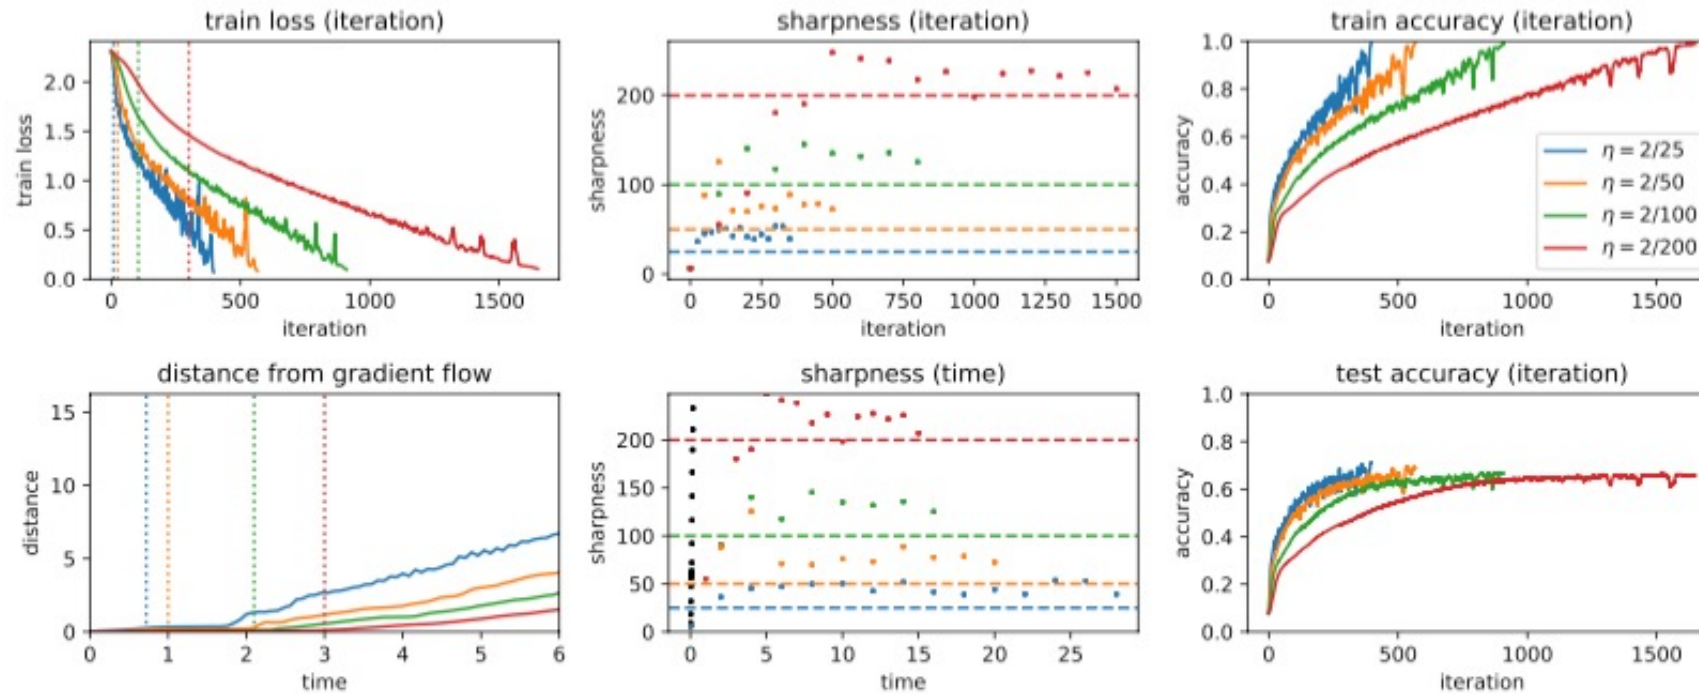 train loss (iteration)
train loss
2.0
1.5
1.0
0.5
0.0
0 500 1000 1500
iteration
sharpness (iteration)
sharpness
200
100
0
0 250 500 750 1000 1250 1500
iteration
train accuracy (iteration)
accuracy
1.0
0.8
0.6
0.4
0.2
0.0
η = 2/25
η = 2/50
η = 2/100
η = 2/200
0 500 1000 1500
iteration
distance from gradient flow
distance
15
10
5
0
0 1 2 3 4 5 6
time
sharpness (time)
sharpness
200
150
100
50
0
0 5 10 15 20 25
time
test accuracy (iteration)
accuracy
1.0
0.8
0.6
0.4
0.2
0.0
0 500 1000 1500
iteration